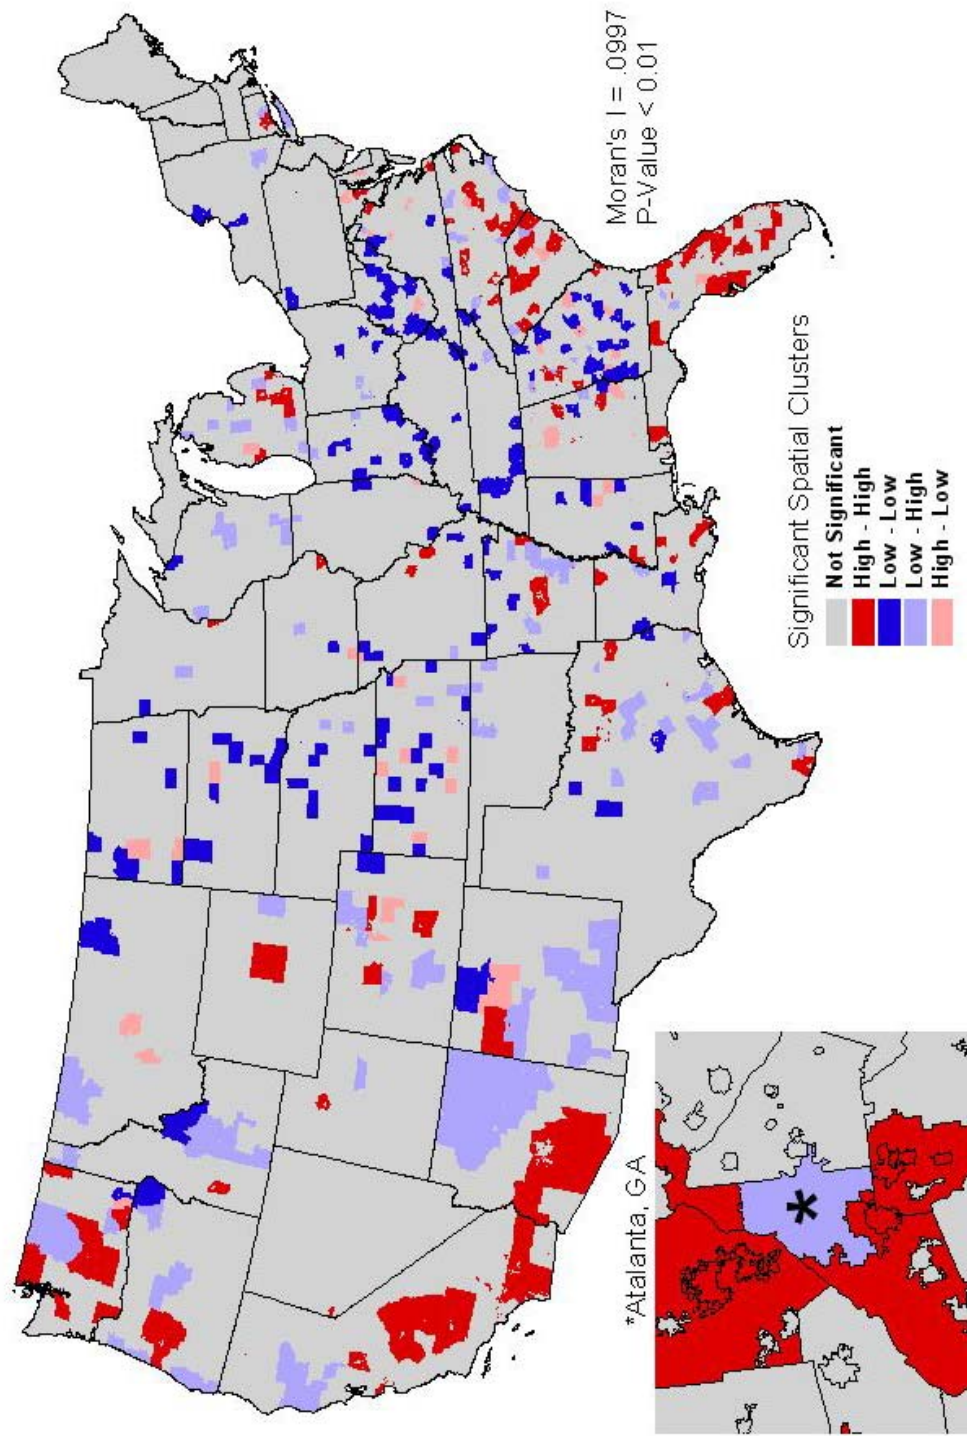 Moran's I = .0997
P-Value < 0.01
Significant Spatial Clusters
Not Significant
High - High
Low - Low
Low - High
High - Low
*Atalanta, GA
*